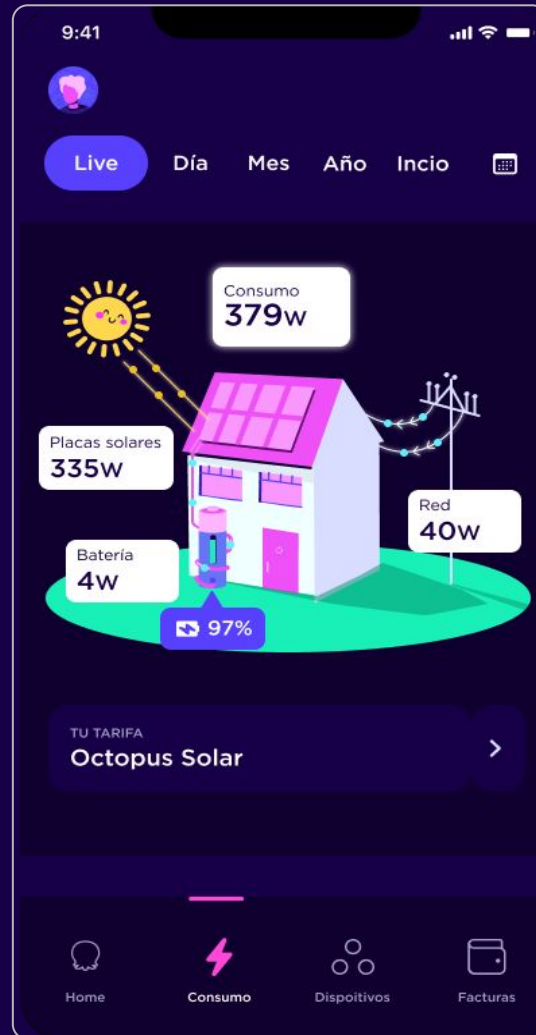 9:41
Live Día Mes Año Incio
Consumo
379w
Placas solares
335w
Red
40w
Batería
4w
97%
TU TARIFA
Octopus Solar
Home Consumo Dispoitivos Facturas